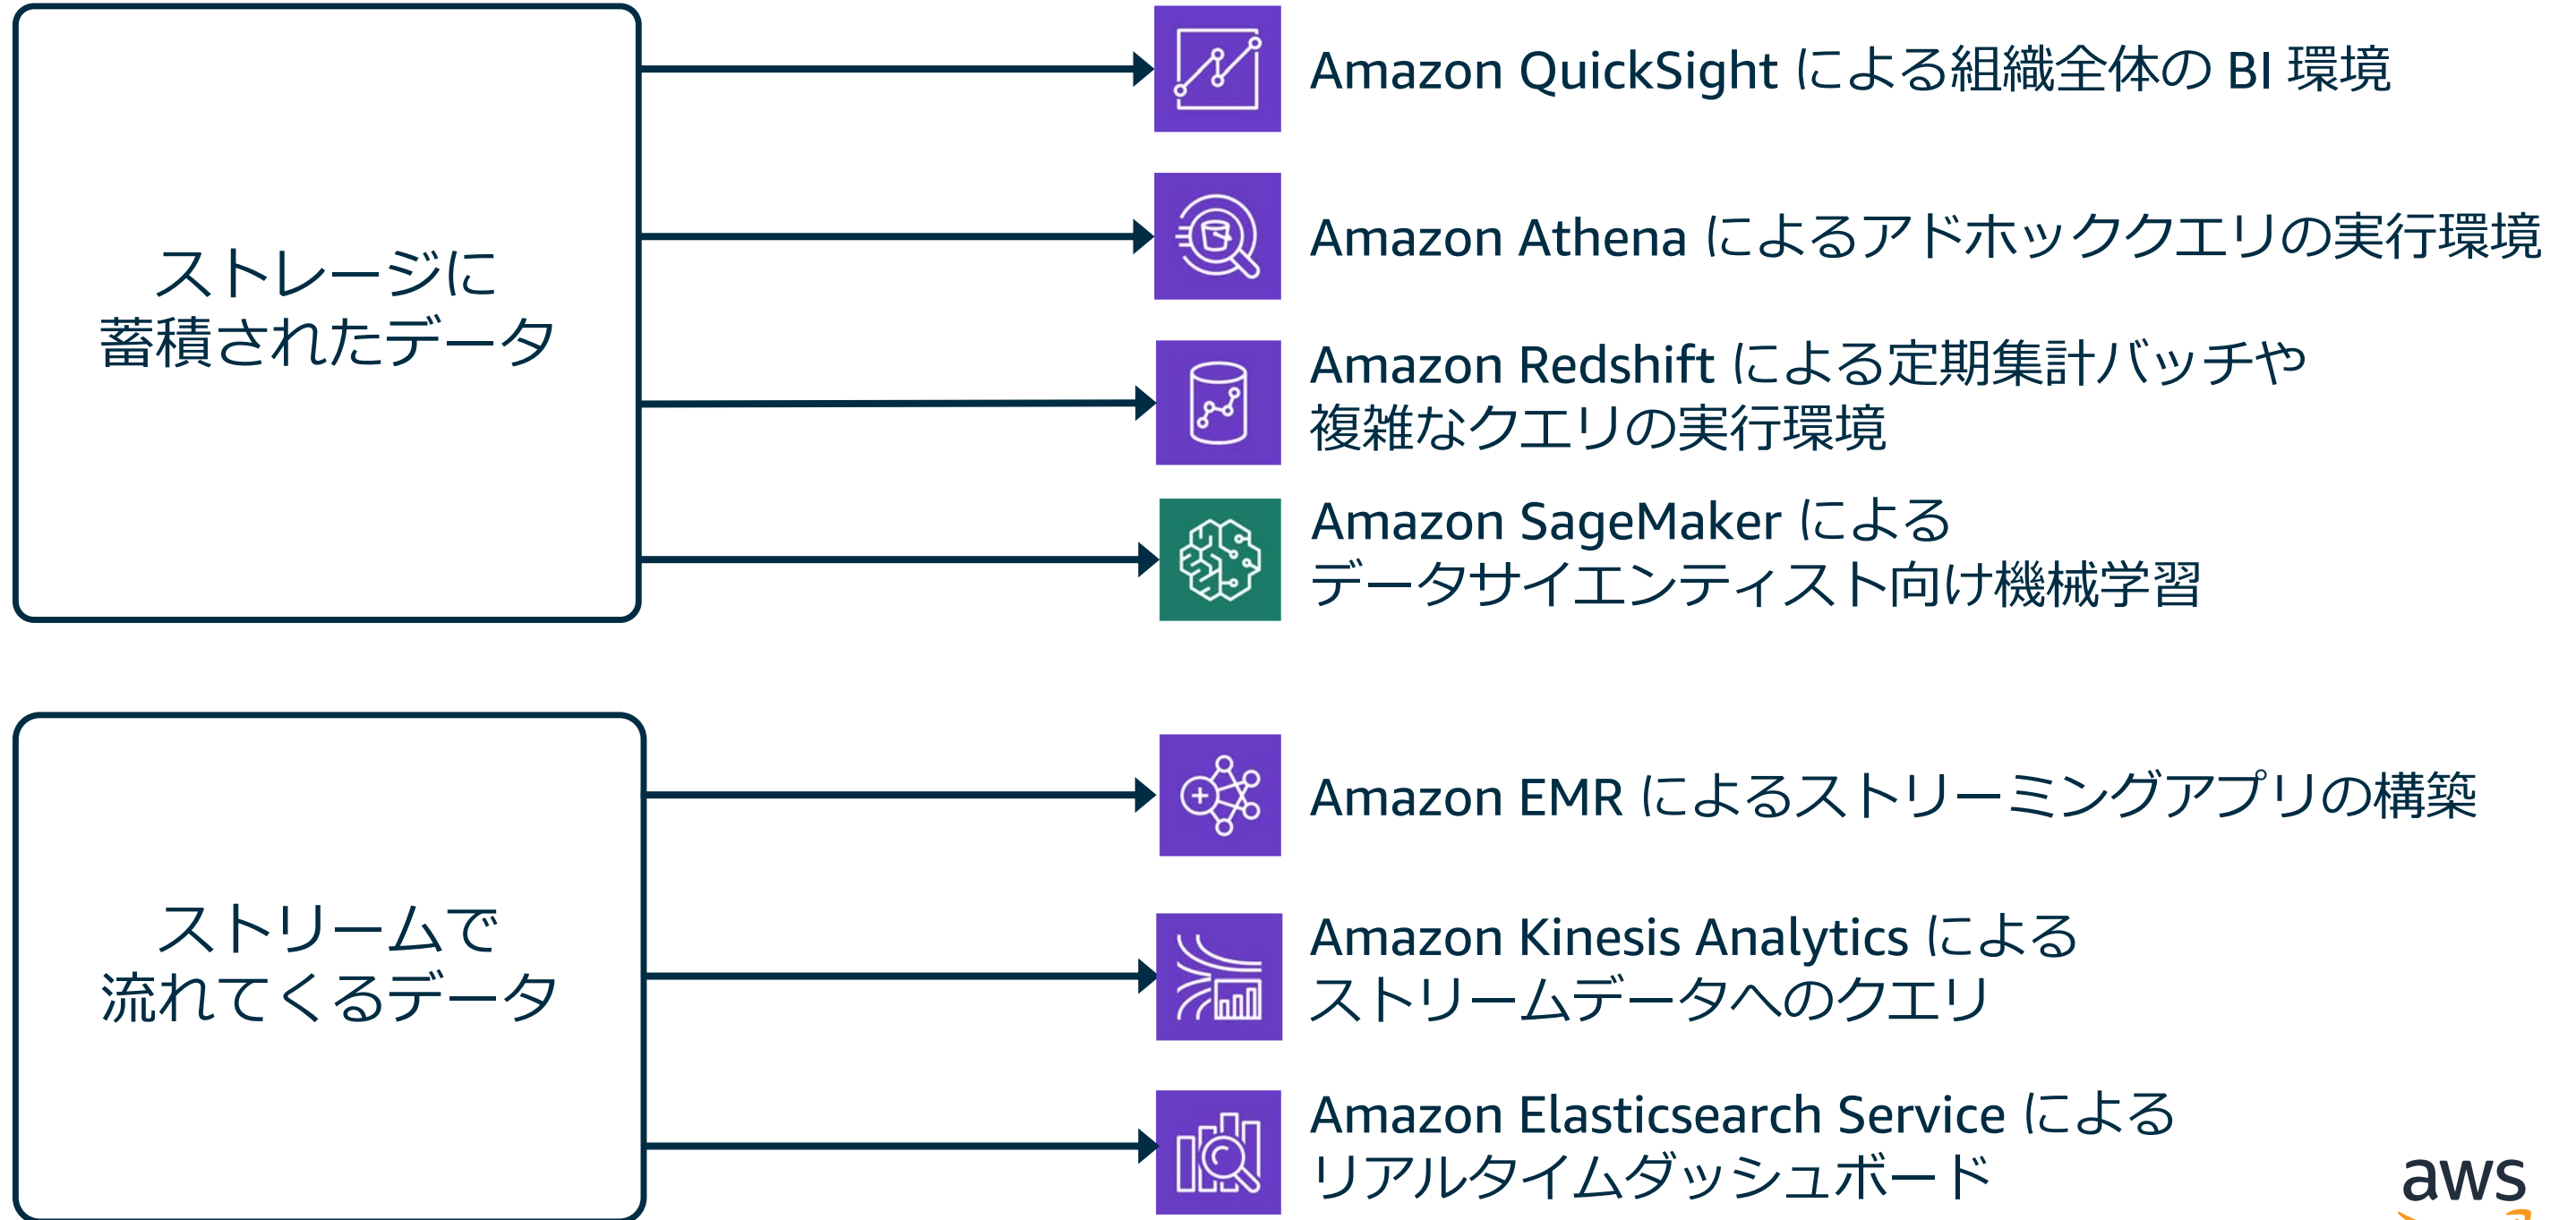 ストレージに
蓄積されたデータ
Amazon QuickSight による組織全体の BI 環境
Amazon Athena によるアドホッククエリの実行環境
Amazon Redshift による定期集計バッチや
複雑なクエリの実行環境
Amazon SageMaker による
データサイエンティスト向け機械学習
ストリームで
流れてくるデータ
Amazon EMR によるストリーミングアプリの構築
Amazon Kinesis Analytics による
ストリームデータへのクエリ
Amazon Elasticsearch Service による
リアルタイムダッシュボード
aws